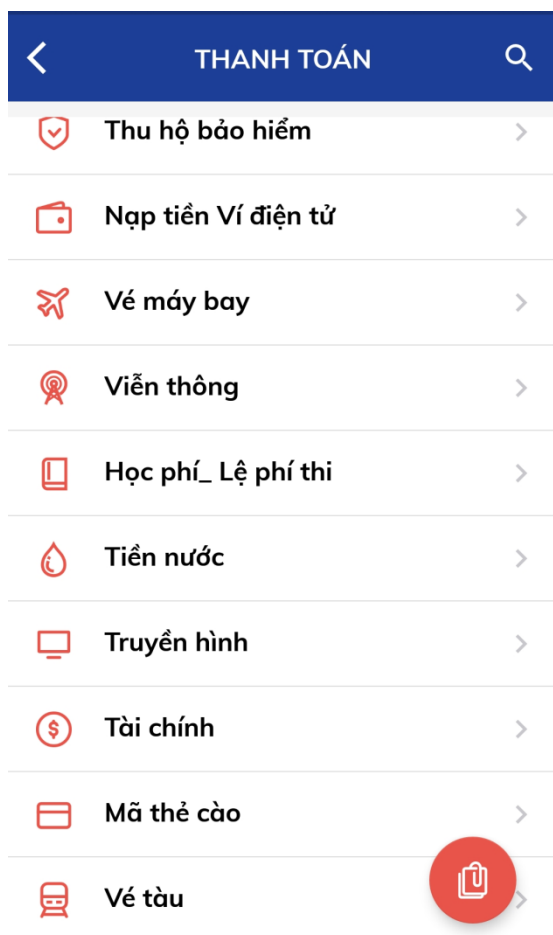 THANH TOÁN
Thu hộ bảo hiểm
Nạp tiền Ví điện tử
Vé máy bay
Viễn thông
Học phí_ Lệ phí thi
Tiền nước
Truyền hình
Tài chính
Mã thẻ cào
Vé tàu